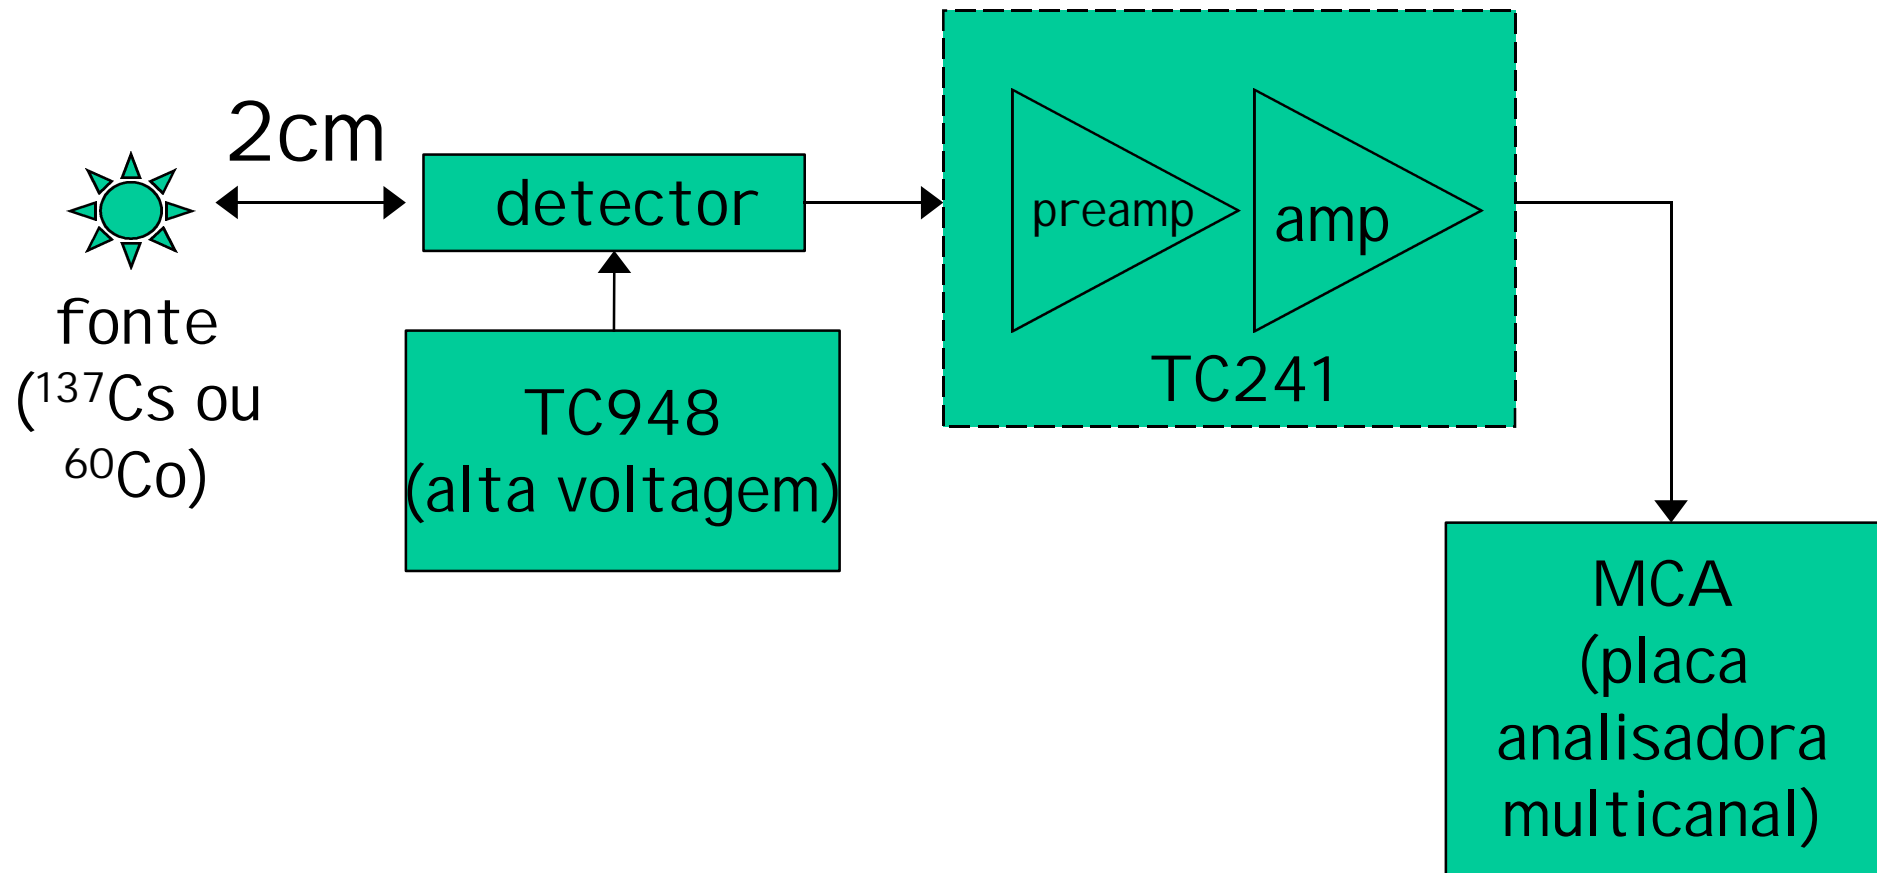 2cm
fonte
(¹³⁷Cs ou
⁶⁰Co)
detector
TC948
(alta voltagem)
preamp
amp
TC241
MCA
(placa
analisadora
multicanal)